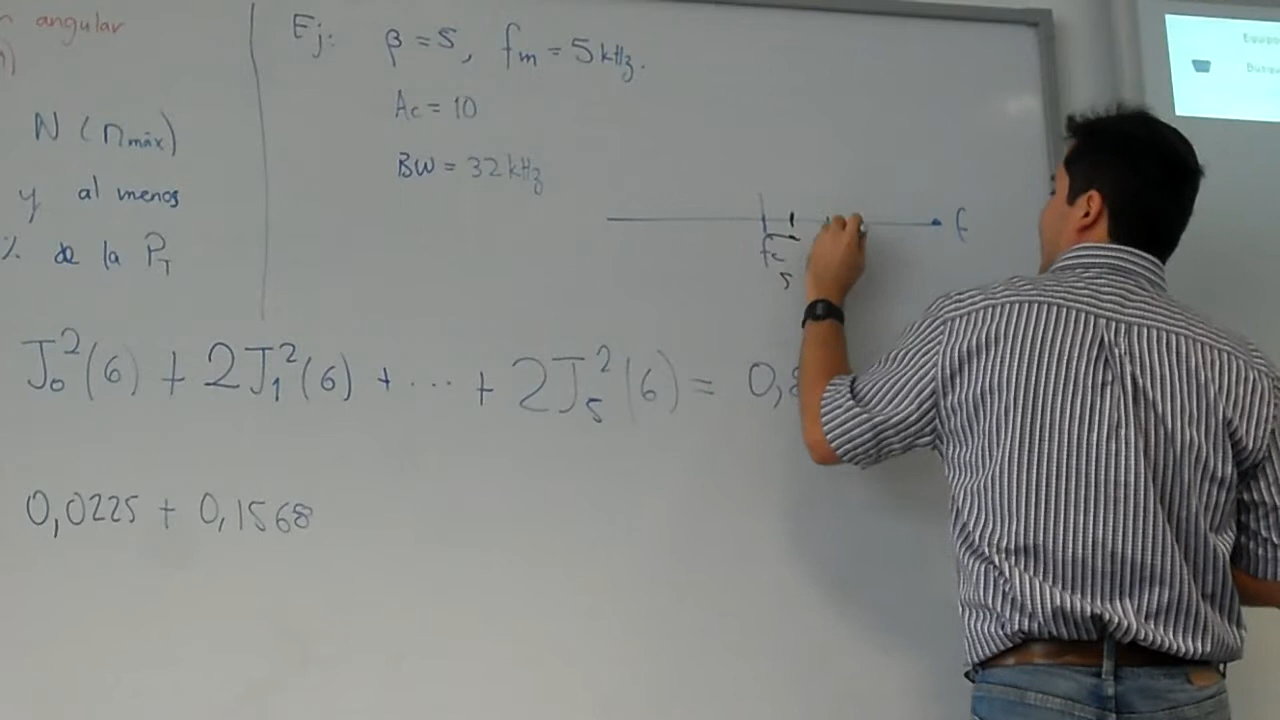 angular
N (nmáx)
y al menos
% de la PT
Ej: β = 5, fm = 5 kHz.
Ac = 10
BW = 32 kHz
f
fc
5
J₀²(6) + 2J₁²(6) + ... + 2J₅²(6) = 0,8
0,0225 + 0,1568